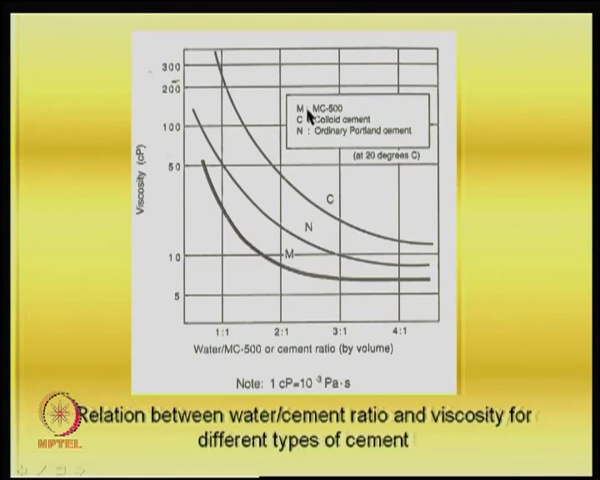 300
200
100
50
10
5
Viscosity (cP)
M : MC-500
C : Colloid cement
N : Ordinary Portland cement
(at 20 degrees C)
C
N
M
1:1 2:1 3:1 4:1
Water/MC-500 or cement ratio (by volume)
Note: 1 cP=10⁻³ Pa·s
Relation between water/cement ratio and viscosity for
different types of cement
NPTEL